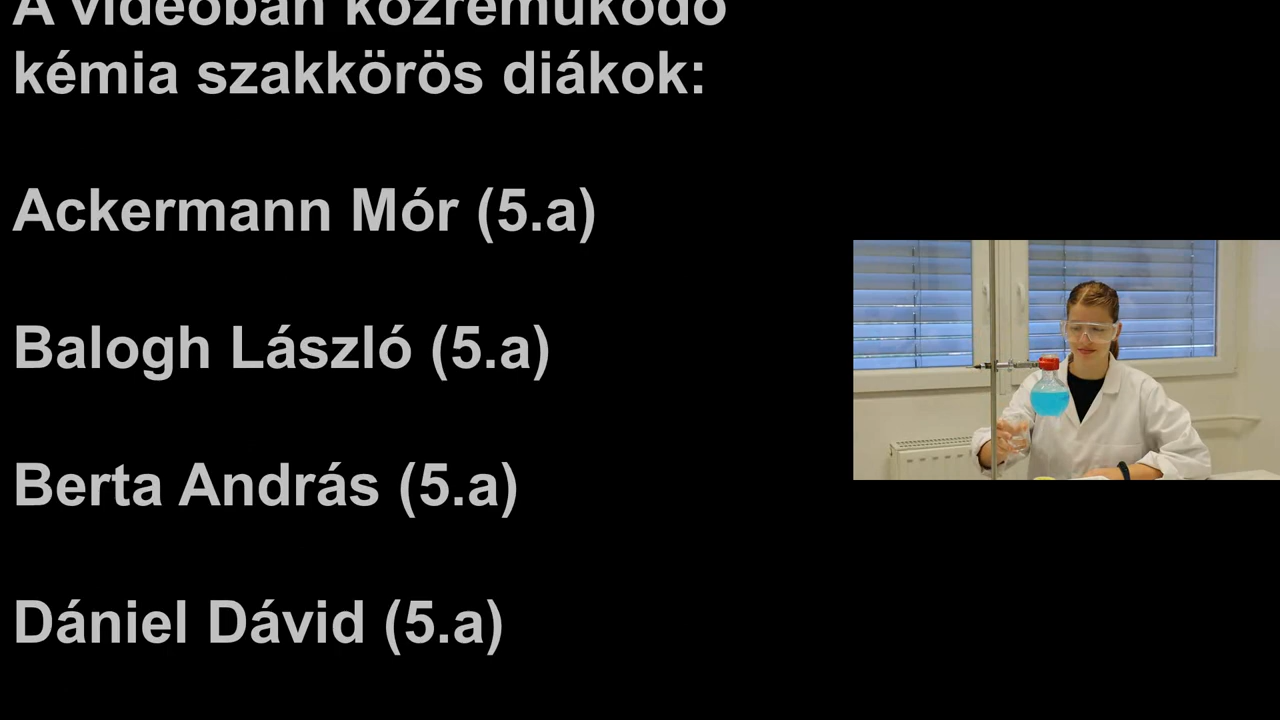 A videóban közreműködő
kémia szakkörös diákok:
Ackermann Mór (5.a)
Balogh László (5.a)
Berta András (5.a)
Dániel Dávid (5.a)